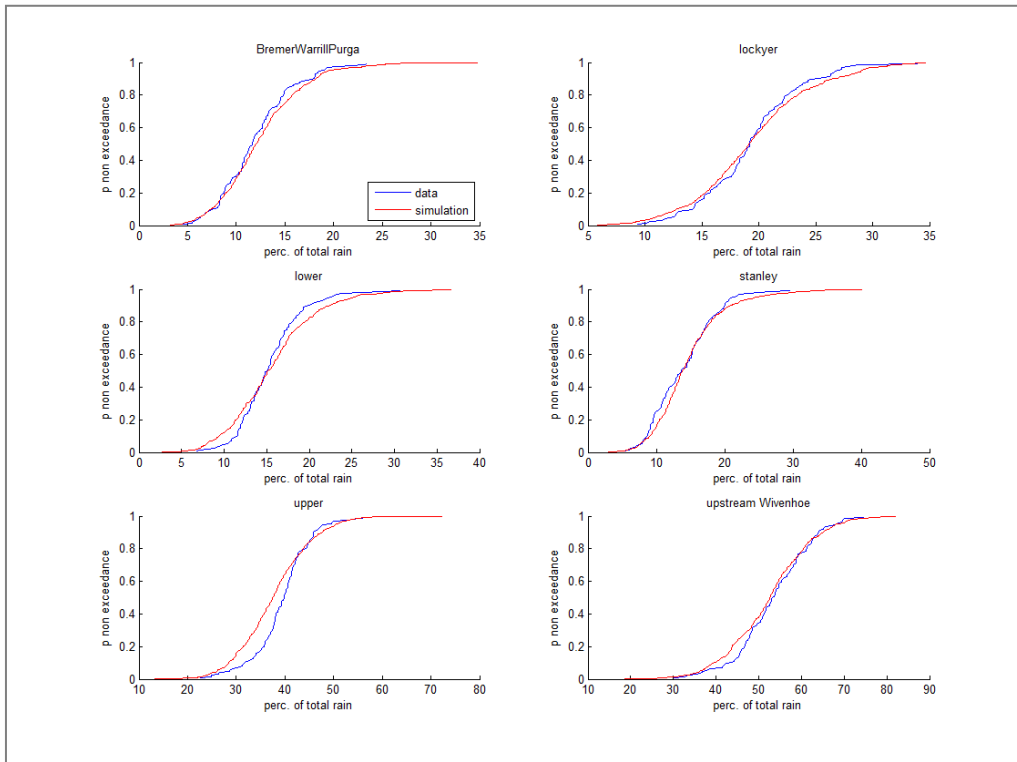 BremerWarrillPurga
1
0.8
0.6
0.4
0.2
0
p non exceedance
0 5 10 15 20 25 30 35
perc. of total rain
data
simulation
lockyer
1
0.8
0.6
0.4
0.2
0
p non exceedance
5 10 15 20 25 30 35
perc. of total rain
lower
1
0.8
0.6
0.4
0.2
0
p non exceedance
0 5 10 15 20 25 30 35 40
perc. of total rain
stanley
1
0.8
0.6
0.4
0.2
0
p non exceedance
0 10 20 30 40 50
perc. of total rain
upper
1
0.8
0.6
0.4
0.2
0
p non exceedance
10 20 30 40 50 60 70 80
perc. of total rain
upstream Wivenhoe
1
0.8
0.6
0.4
0.2
0
p non exceedance
10 20 30 40 50 60 70 80 90
perc. of total rain